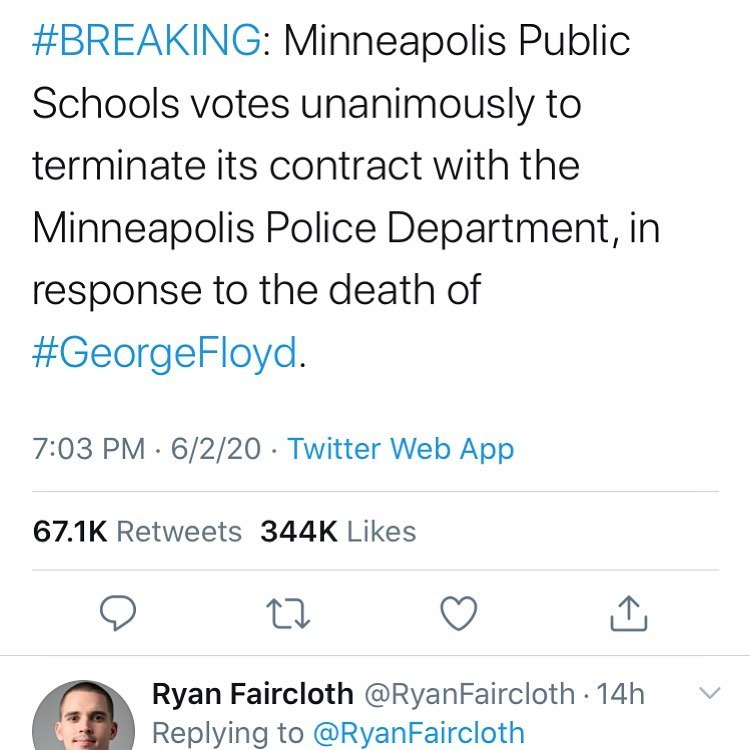 #BREAKING: Minneapolis Public
Schools votes unanimously to
terminate its contract with the
Minneapolis Police Department, in
response to the death of
#GeorgeFloyd.
7:03 PM · 6/2/20 · Twitter Web App
67.1K Retweets 344K Likes
Ryan Faircloth @RyanFaircloth · 14h
Replying to @RyanFaircloth